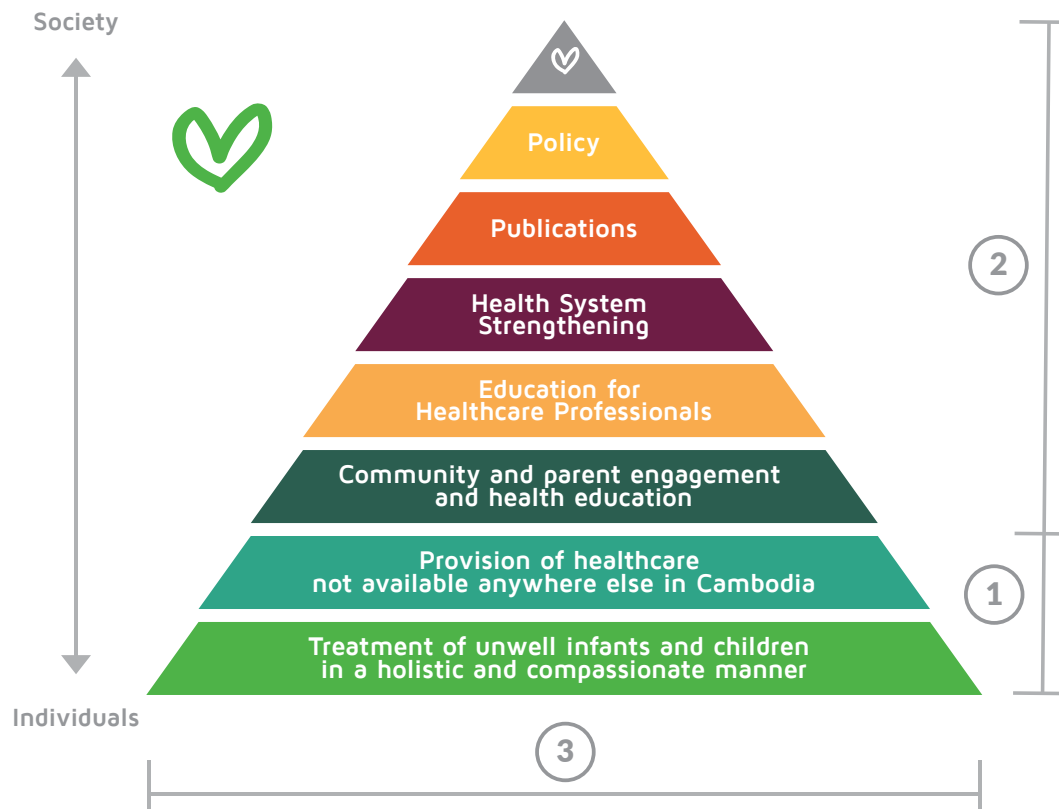 Society
Policy
Publications
2
Health System
Strengthening
Education for
Healthcare Professionals
Community and parent engagement
and health education
Provision of healthcare
not available anywhere else in Cambodia
1
Treatment of unwell infants and children
in a holistic and compassionate manner
Individuals
3